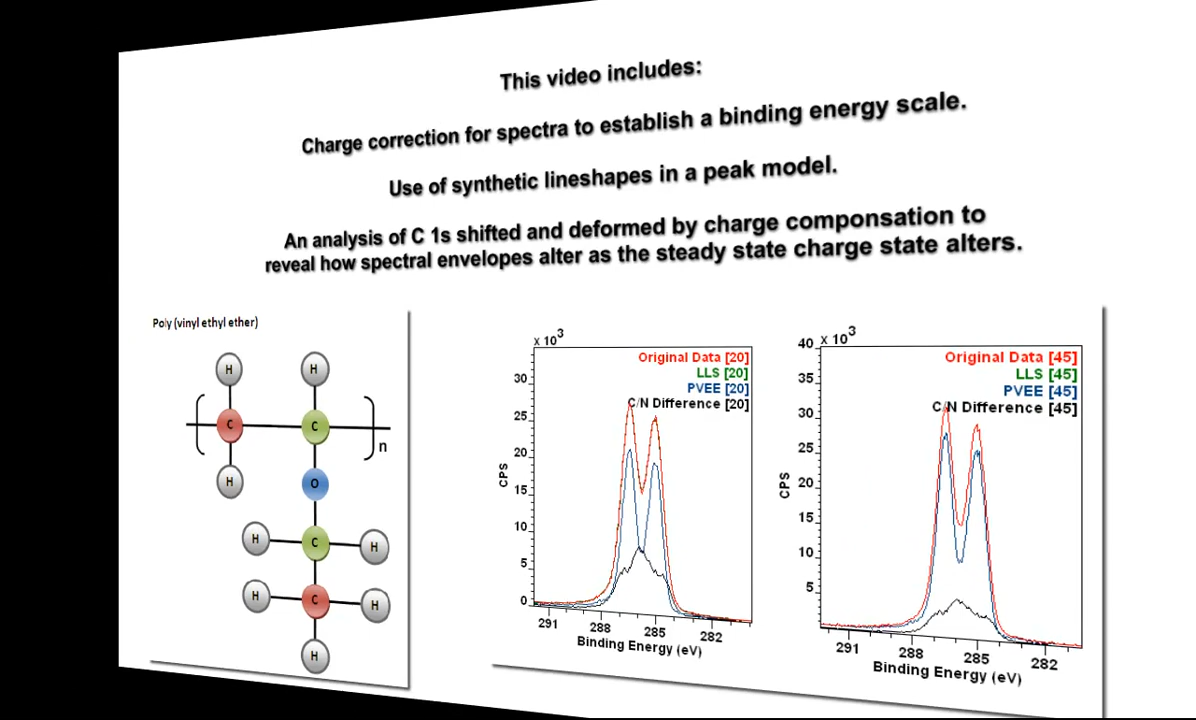 This video includes:
Charge correction for spectra to establish a binding energy scale.
Use of synthetic lineshapes in a peak model.
An analysis of C 1s shifted and deformed by charge componsation to
reveal how spectral envelopes alter as the steady state charge state alters.
Poly (vinyl ethyl ether)
H H
C C
n
H O
H C H
H C H
H
x 10³
Original Data [20]
LLS [20]
PVEE [20]
C/N Difference [20]
30
25
20
15
10
5
0
CPS
291 288 285 282
Binding Energy (eV)
x 10³
Original Data [45]
LLS [45]
PVEE [45]
C/N Difference [45]
40
35
30
25
20
15
10
5
CPS
291 288 285 282
Binding Energy (eV)